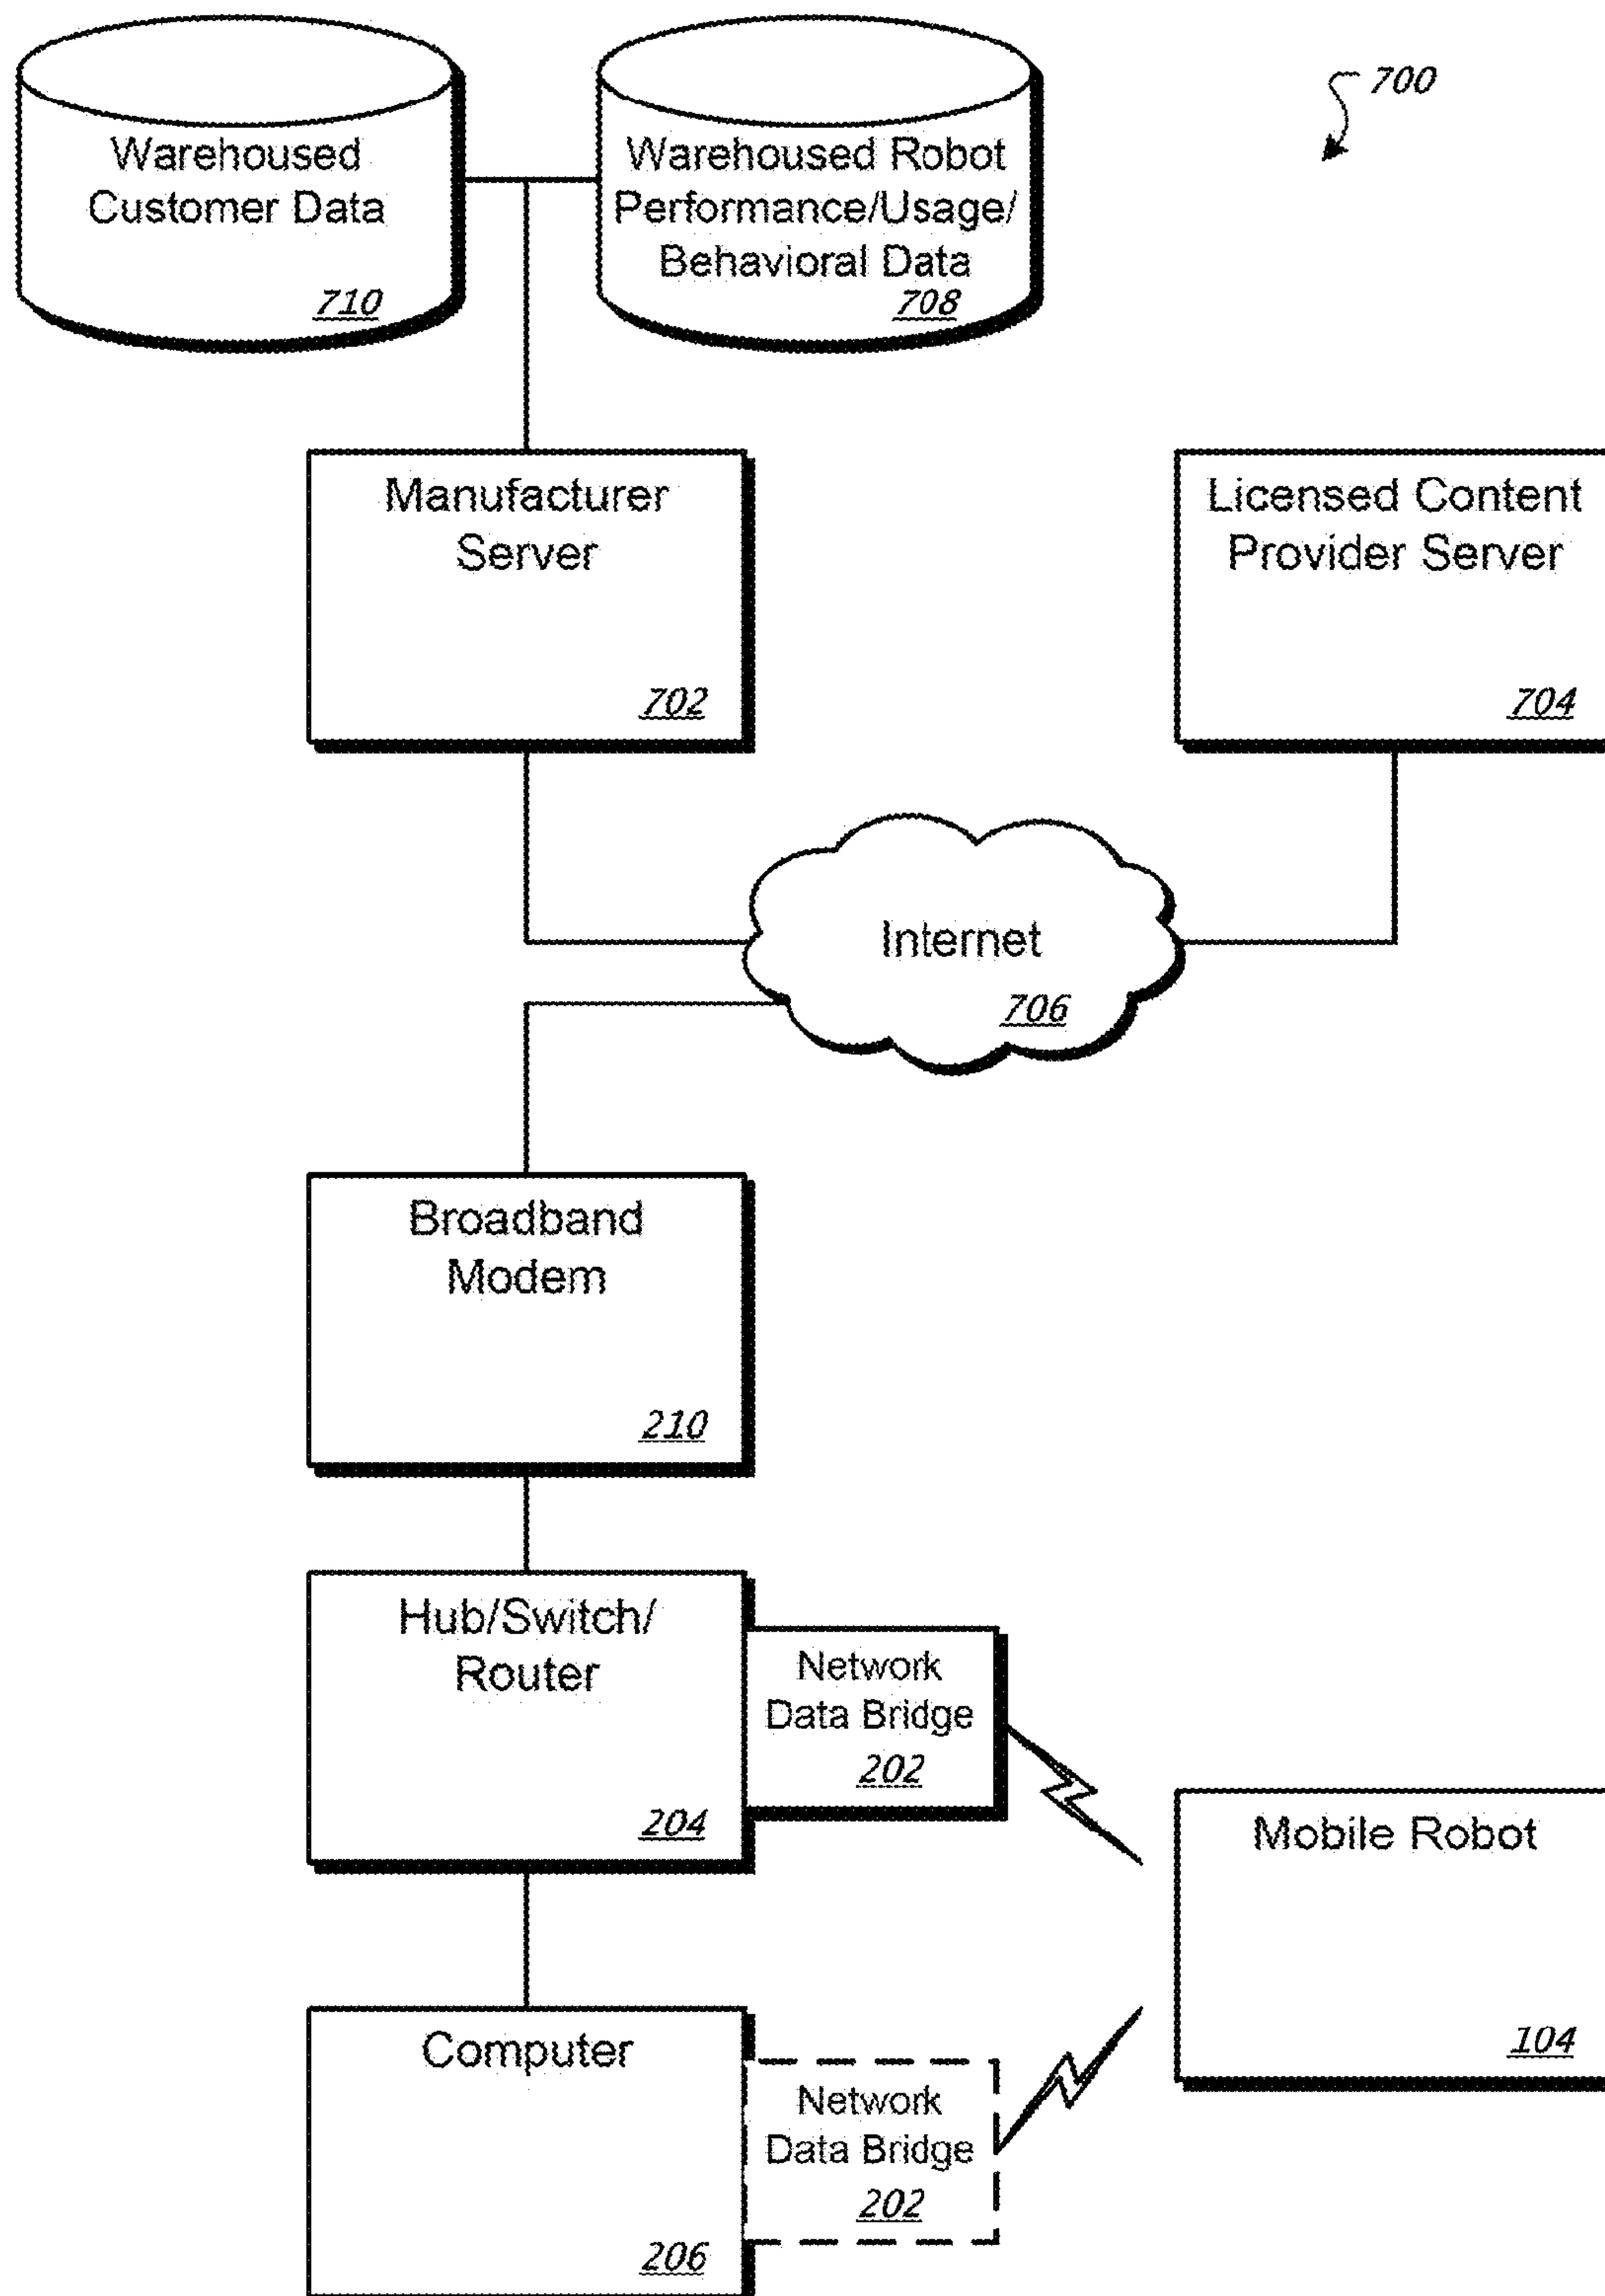 700
Warehoused
Customer Data
710
Warehoused Robot
Performance/Usage/
Behavioral Data
708
Manufacturer
Server
702
Licensed Content
Provider Server
704
Internet
706
Broadband
Modem
210
Hub/Switch/
Router
204
Network
Data Bridge
202
Mobile Robot
104
Computer
206
Network
Data Bridge
202